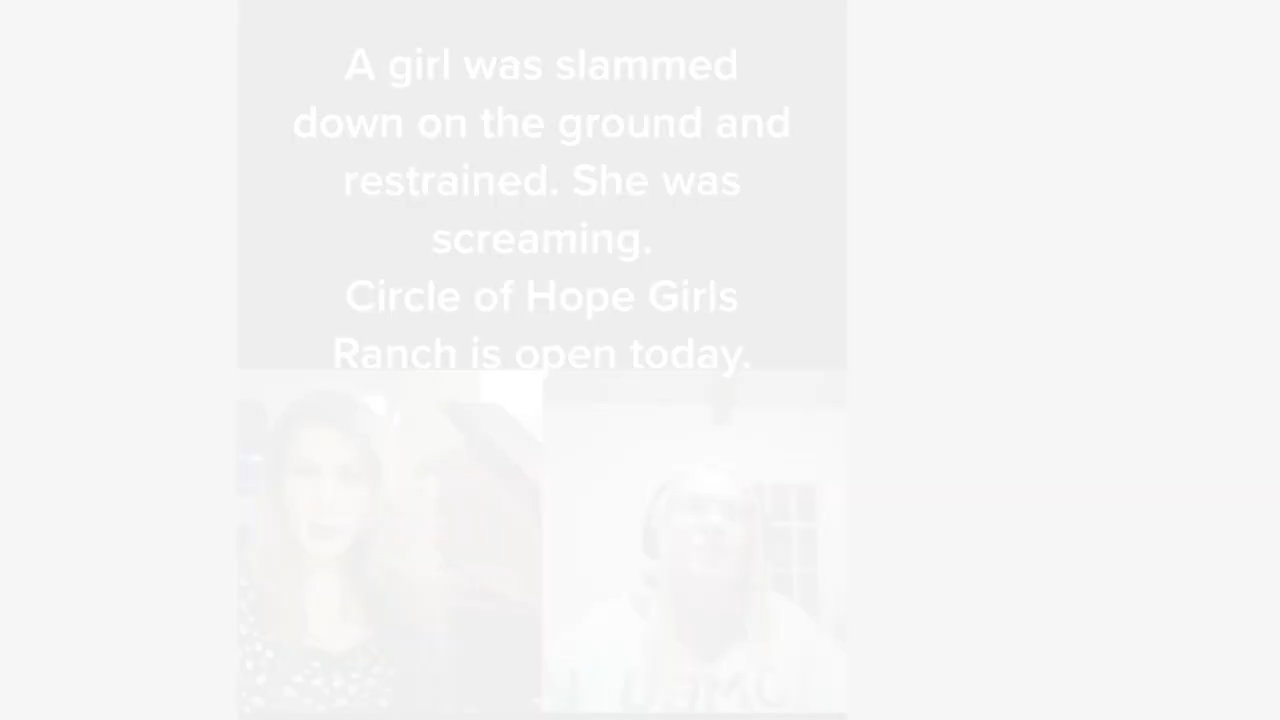 A girl was slammed
down on the ground and
restrained. She was
screaming.
Circle of Hope Girls
Ranch is open today.